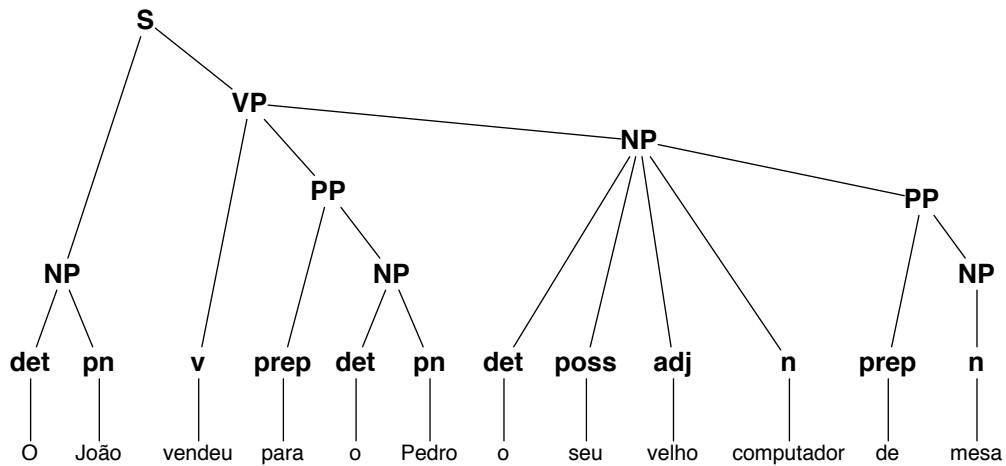 S
VP
NP
PP
PP
NP
NP
NP
det pn v prep det pn det poss adj n prep n
O João vendeu para o Pedro o seu velho computador de mesa